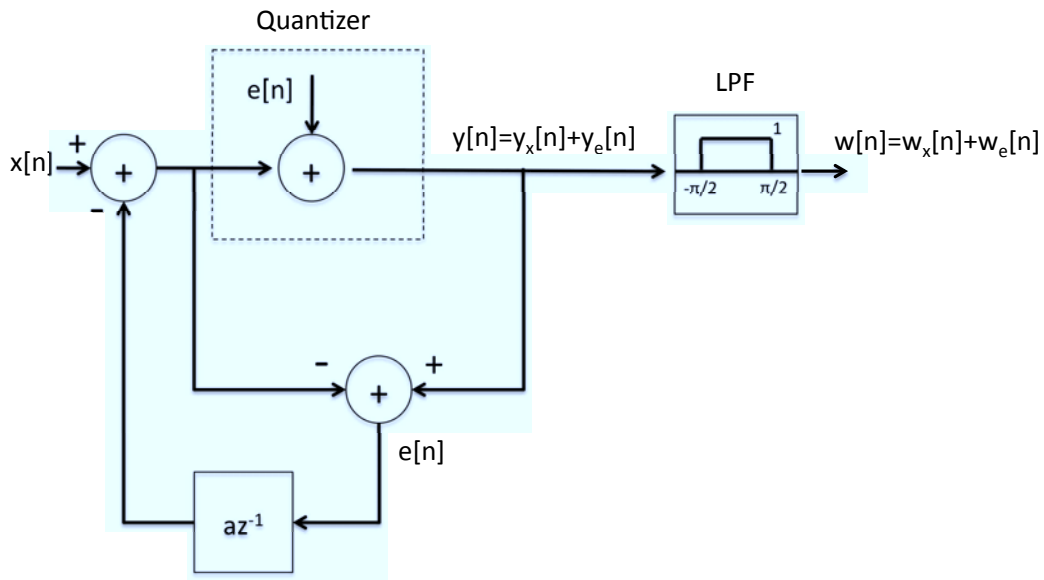 Quantizer
e[n]
LPF
+
x[n]
+
+
y[n]=yₓ[n]+yₑ[n]
1
w[n]=wₓ[n]+wₑ[n]
-π/2
π/2
-
-
+
+
e[n]
az⁻¹